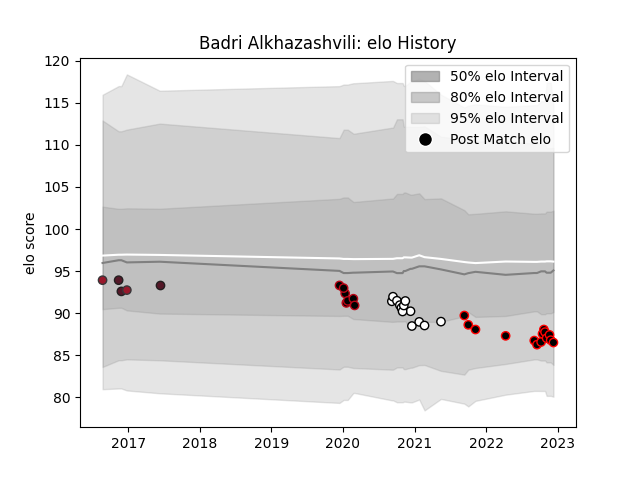 Badri Alkhazashvili: elo History
120
115
110
105
100
95
90
85
80
elo score
50% elo Interval
80% elo Interval
95% elo Interval
Post Match elo
2017 2018 2019 2020 2021 2022 2023